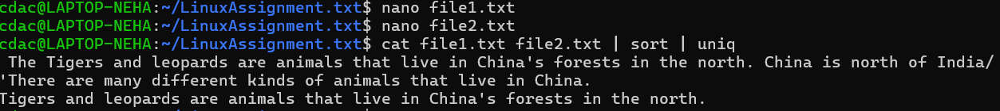 cdac@LAPTOP-NEHA:~/LinuxAssignment.txt$ nano file1.txt
cdac@LAPTOP-NEHA:~/LinuxAssignment.txt$ nano file2.txt
cdac@LAPTOP-NEHA:~/LinuxAssignment.txt$ cat file1.txt file2.txt | sort | uniq
 The Tigers and leopards are animals that live in China's forests in the north. China is north of India/
'There are many different kinds of animals that live in China.
Tigers and leopards are animals that live in China's forests in the north.